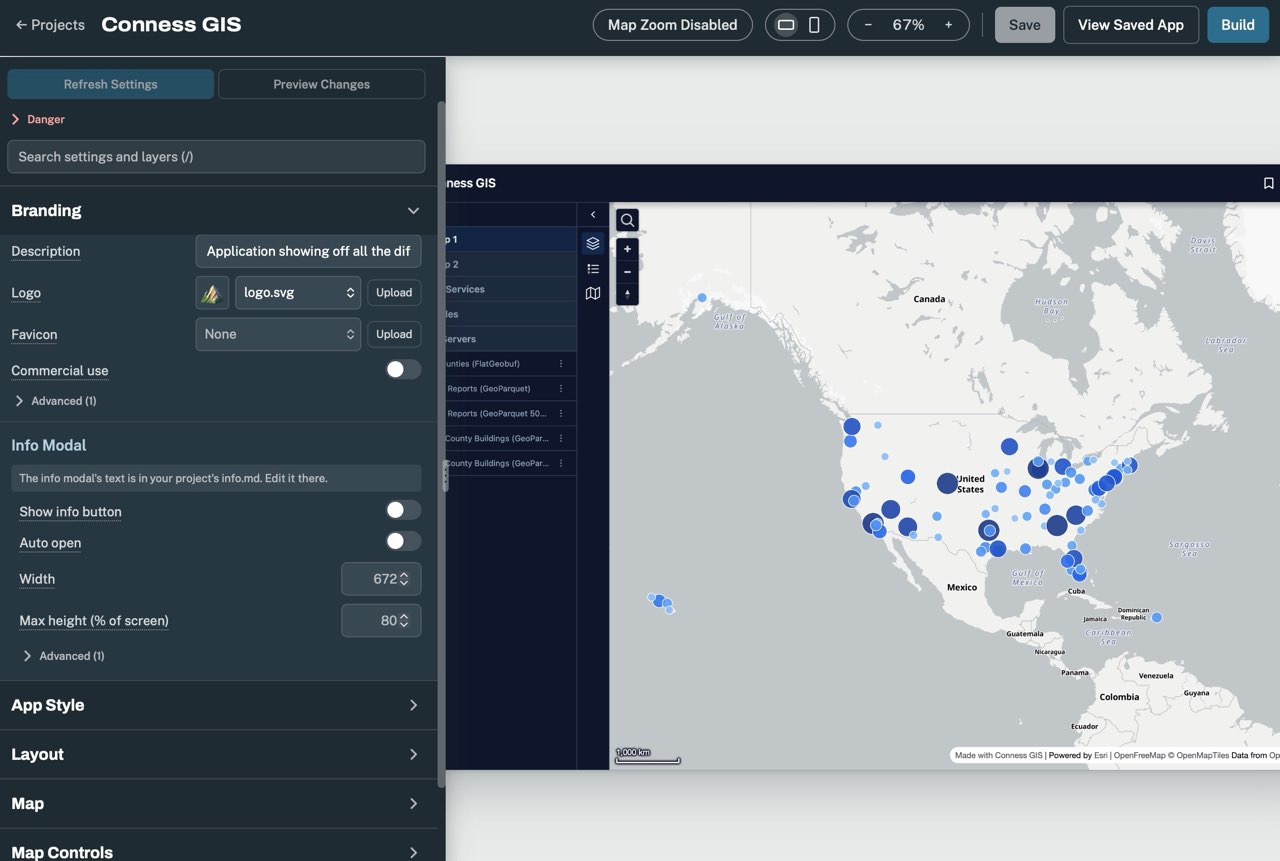 ← Projects
Conness GIS
Map Zoom Disabled
− 67% +
Save
View Saved App
Build
Refresh Settings
Preview Changes
Danger
Search settings and layers (/)
Branding
Description
Application showing off all the dif
Logo
logo.svg
Upload
Favicon
None
Upload
Commercial use
Advanced (1)
Info Modal
The info modal's text is in your project's info.md. Edit it there.
Show info button
Auto open
Width
672
Max height (% of screen)
80
Advanced (1)
App Style
Layout
Map
Map Controls
ness GIS
p 1
p 2
Services
les
ervers
unties (FlatGeobuf)
Reports (GeoParquet)
Reports (GeoParquet 50...
County Buildings (GeoPar...
County Buildings (GeoPar...
+
−
Davis
Strait
Canada
Hudson
Bay
Gulf of
Alaska
Labrador
Sea
United
States
Sargasso
Sea
Gulf of
Mexico
Mexico
Cuba
Dominican
Republic
Jamaica
Caribbean
Sea
Guatemala
Nicaragua
Panama
Venezuela
Guyana
Colombia
Ecuador
1,000 km
Made with Conness GIS | Powered by Esri | OpenFreeMap © OpenMapTiles Data from Op